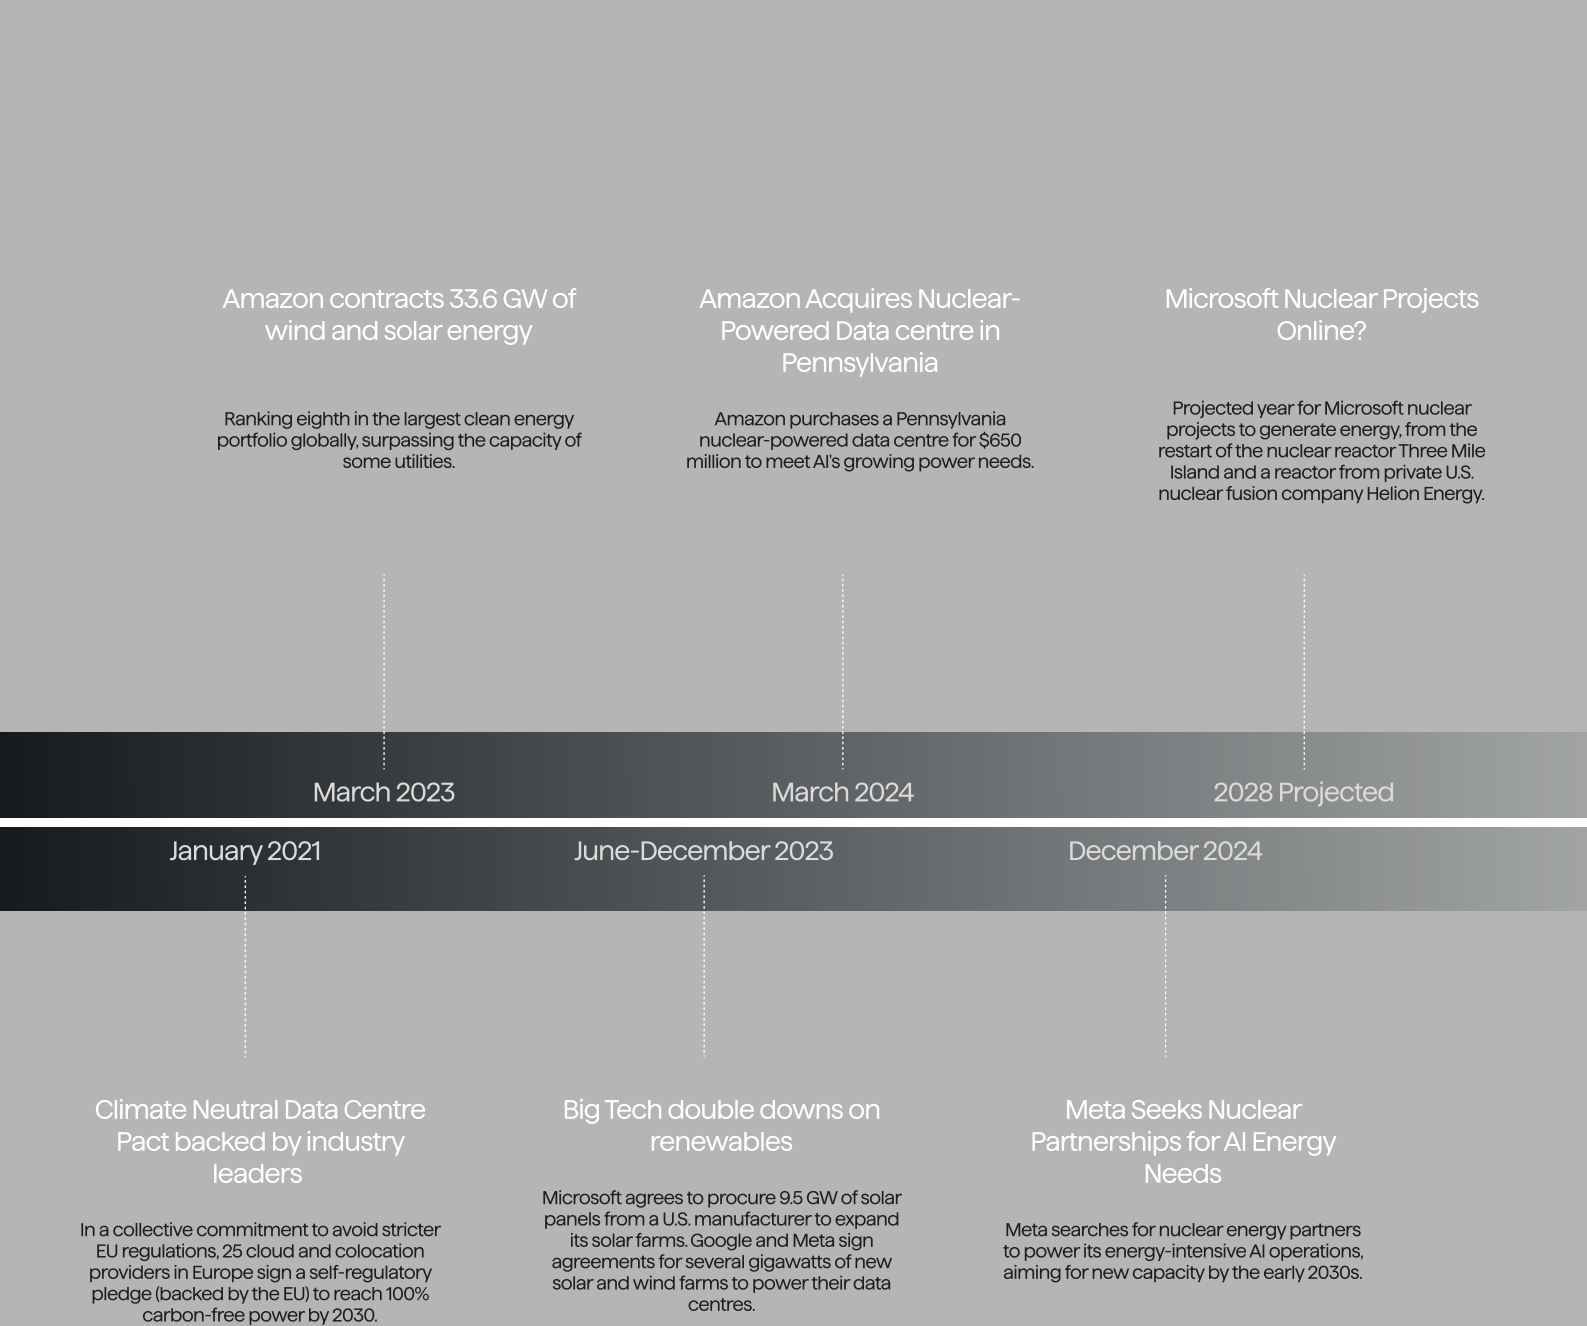 Amazon contracts 33.6 GW of
wind and solar energy
Ranking eighth in the largest clean energy
portfolio globally, surpassing the capacity of
some utilities.
Amazon Acquires Nuclear-
Powered Data centre in
Pennsylvania
Amazon purchases a Pennsylvania
nuclear-powered data centre for $650
million to meet AI's growing power needs.
Microsoft Nuclear Projects
Online?
Projected year for Microsoft nuclear
projects to generate energy, from the
restart of the nuclear reactor Three Mile
Island and a reactor from private U.S.
nuclear fusion company Helion Energy.
March 2023
March 2024
2028 Projected
January 2021
June-December 2023
December 2024
Climate Neutral Data Centre
Pact backed by industry
leaders
In a collective commitment to avoid stricter
EU regulations, 25 cloud and colocation
providers in Europe sign a self-regulatory
pledge (backed by the EU) to reach 100%
carbon-free power by 2030.
Big Tech double downs on
renewables
Microsoft agrees to procure 9.5 GW of solar
panels from a U.S. manufacturer to expand
its solar farms. Google and Meta sign
agreements for several gigawatts of new
solar and wind farms to power their data
centres.
Meta Seeks Nuclear
Partnerships for AI Energy
Needs
Meta searches for nuclear energy partners
to power its energy-intensive AI operations,
aiming for new capacity by the early 2030s.